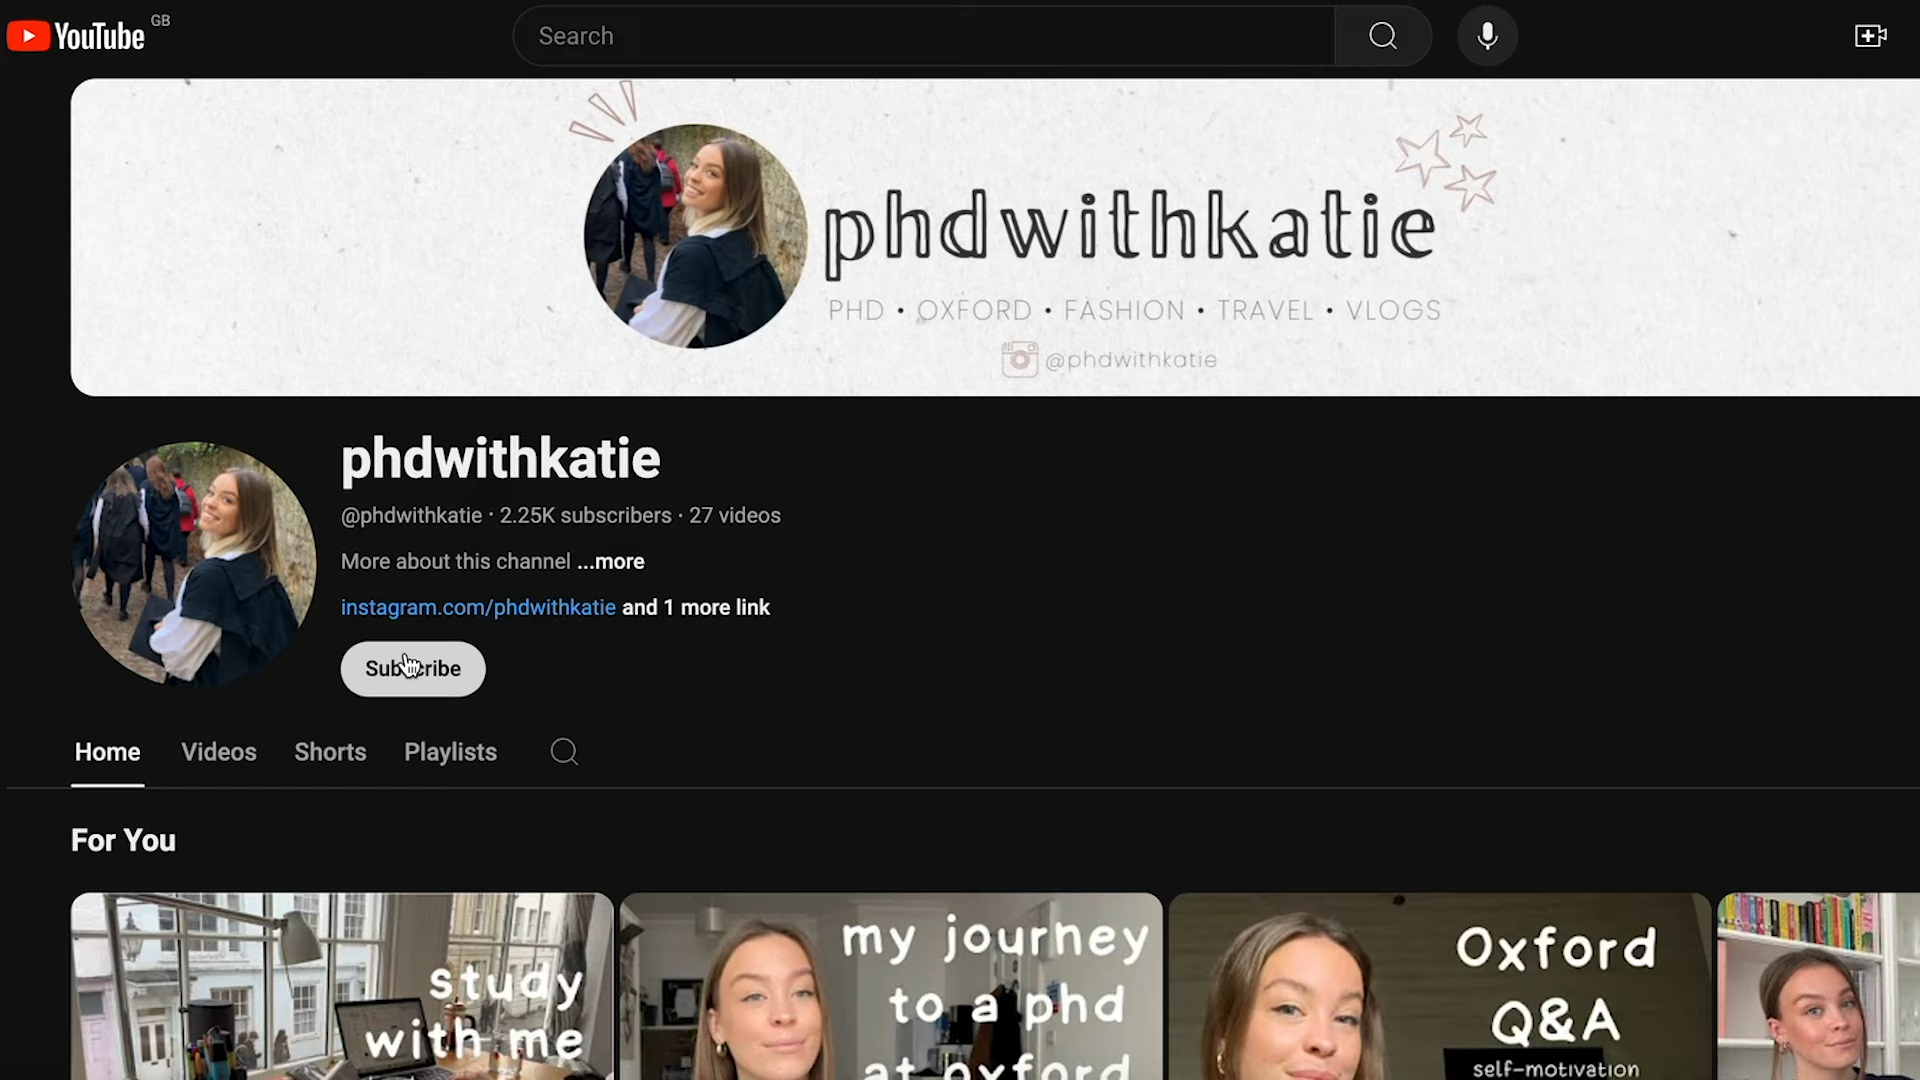 YouTube GB
Search
phdwithkatie
PHD • OXFORD • FASHION • TRAVEL • VLOGS
@phdwithkatie
phdwithkatie
@phdwithkatie · 2.25K subscribers · 27 videos
More about this channel ...more
instagram.com/phdwithkatie and 1 more link
Subscribe
Home Videos Shorts Playlists
For You
study
with me
my journey
to a phd
at oxford
Oxford
Q&A
self-motivation